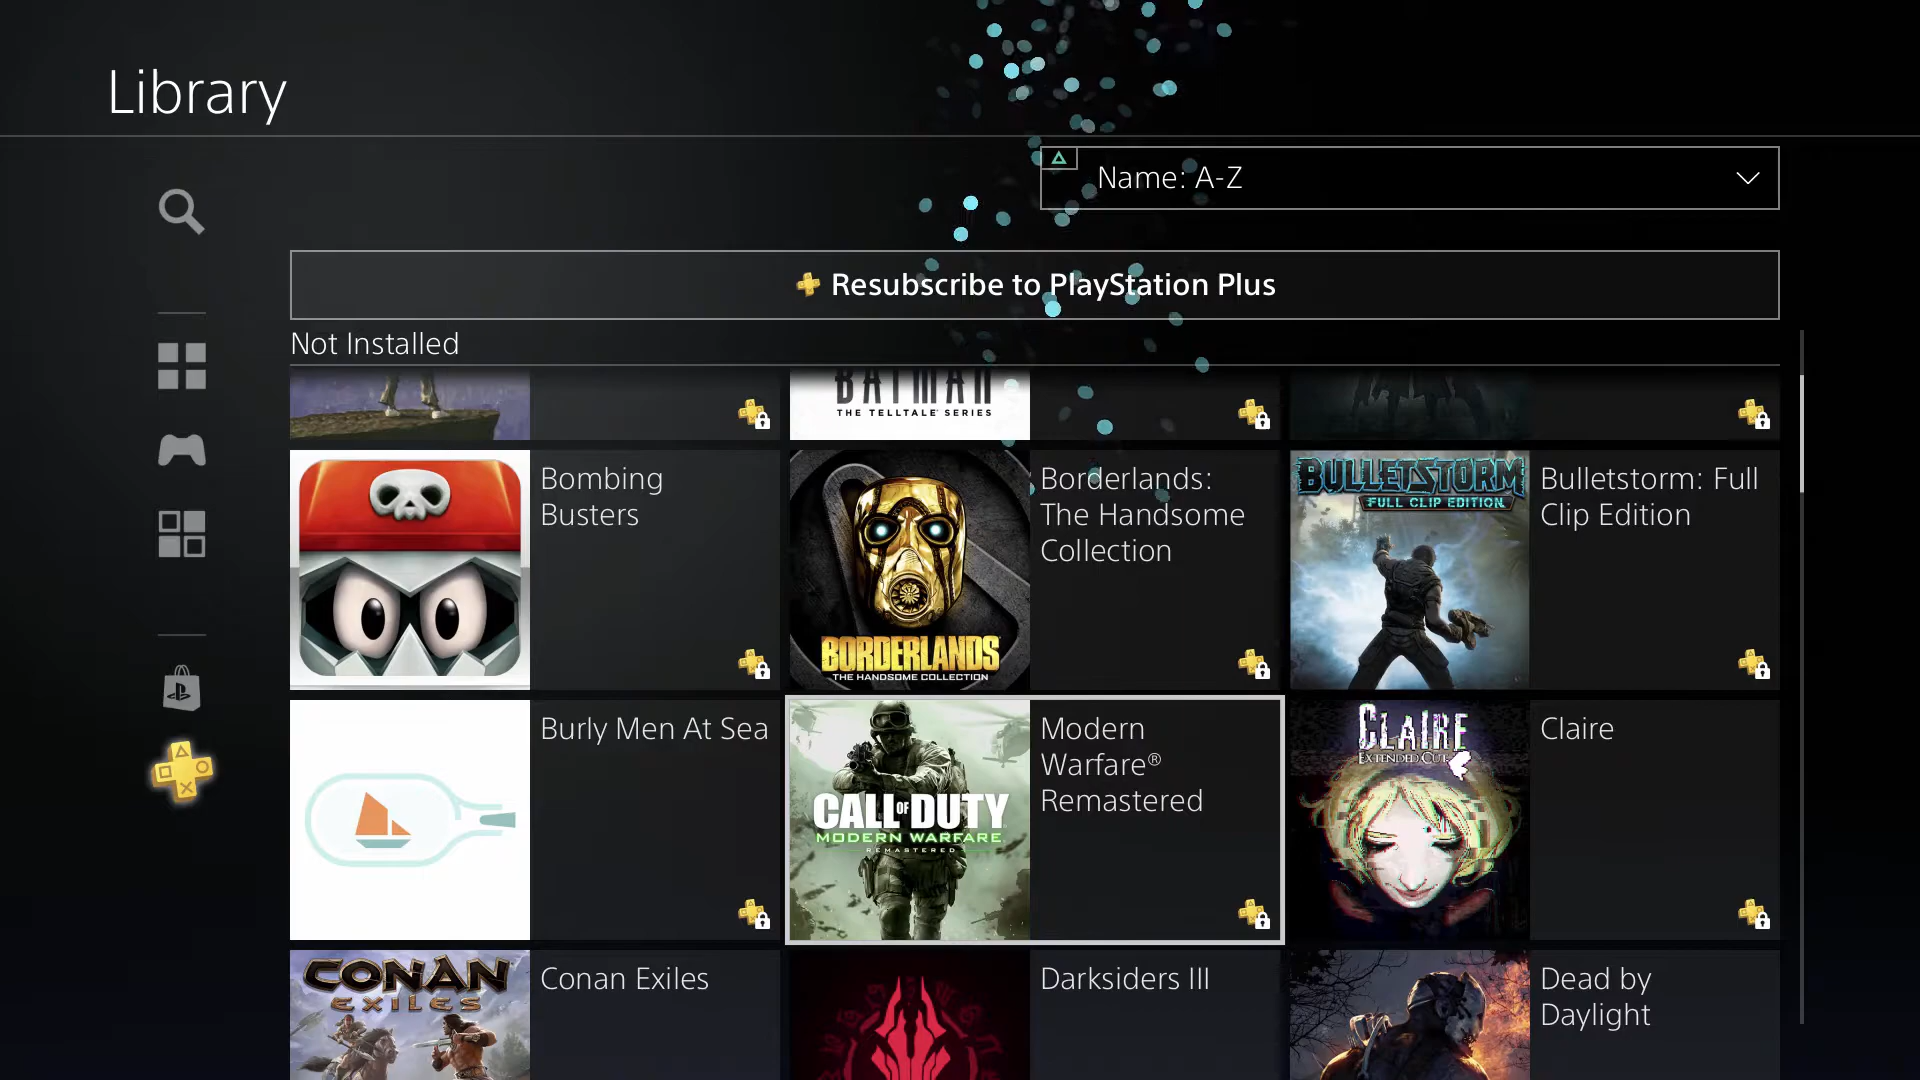 Library
Name: A-Z
Resubscribe to PlayStation Plus
Not Installed
BATMAN
THE TELLTALE SERIES
Bombing
Busters
BORDERLANDS
THE HANDSOME COLLECTION
Borderlands:
The Handsome
Collection
BULLETSTORM
FULL CLIP EDITION
Bulletstorm: Full
Clip Edition
Burly Men At Sea
CALL OF DUTY
MODERN WARFARE
REMASTERED
Modern
Warfare®
Remastered
CLAIRE
EXTENDED CUT
Claire
CONAN
EXILES
Conan Exiles
Darksiders III
Dead by
Daylight